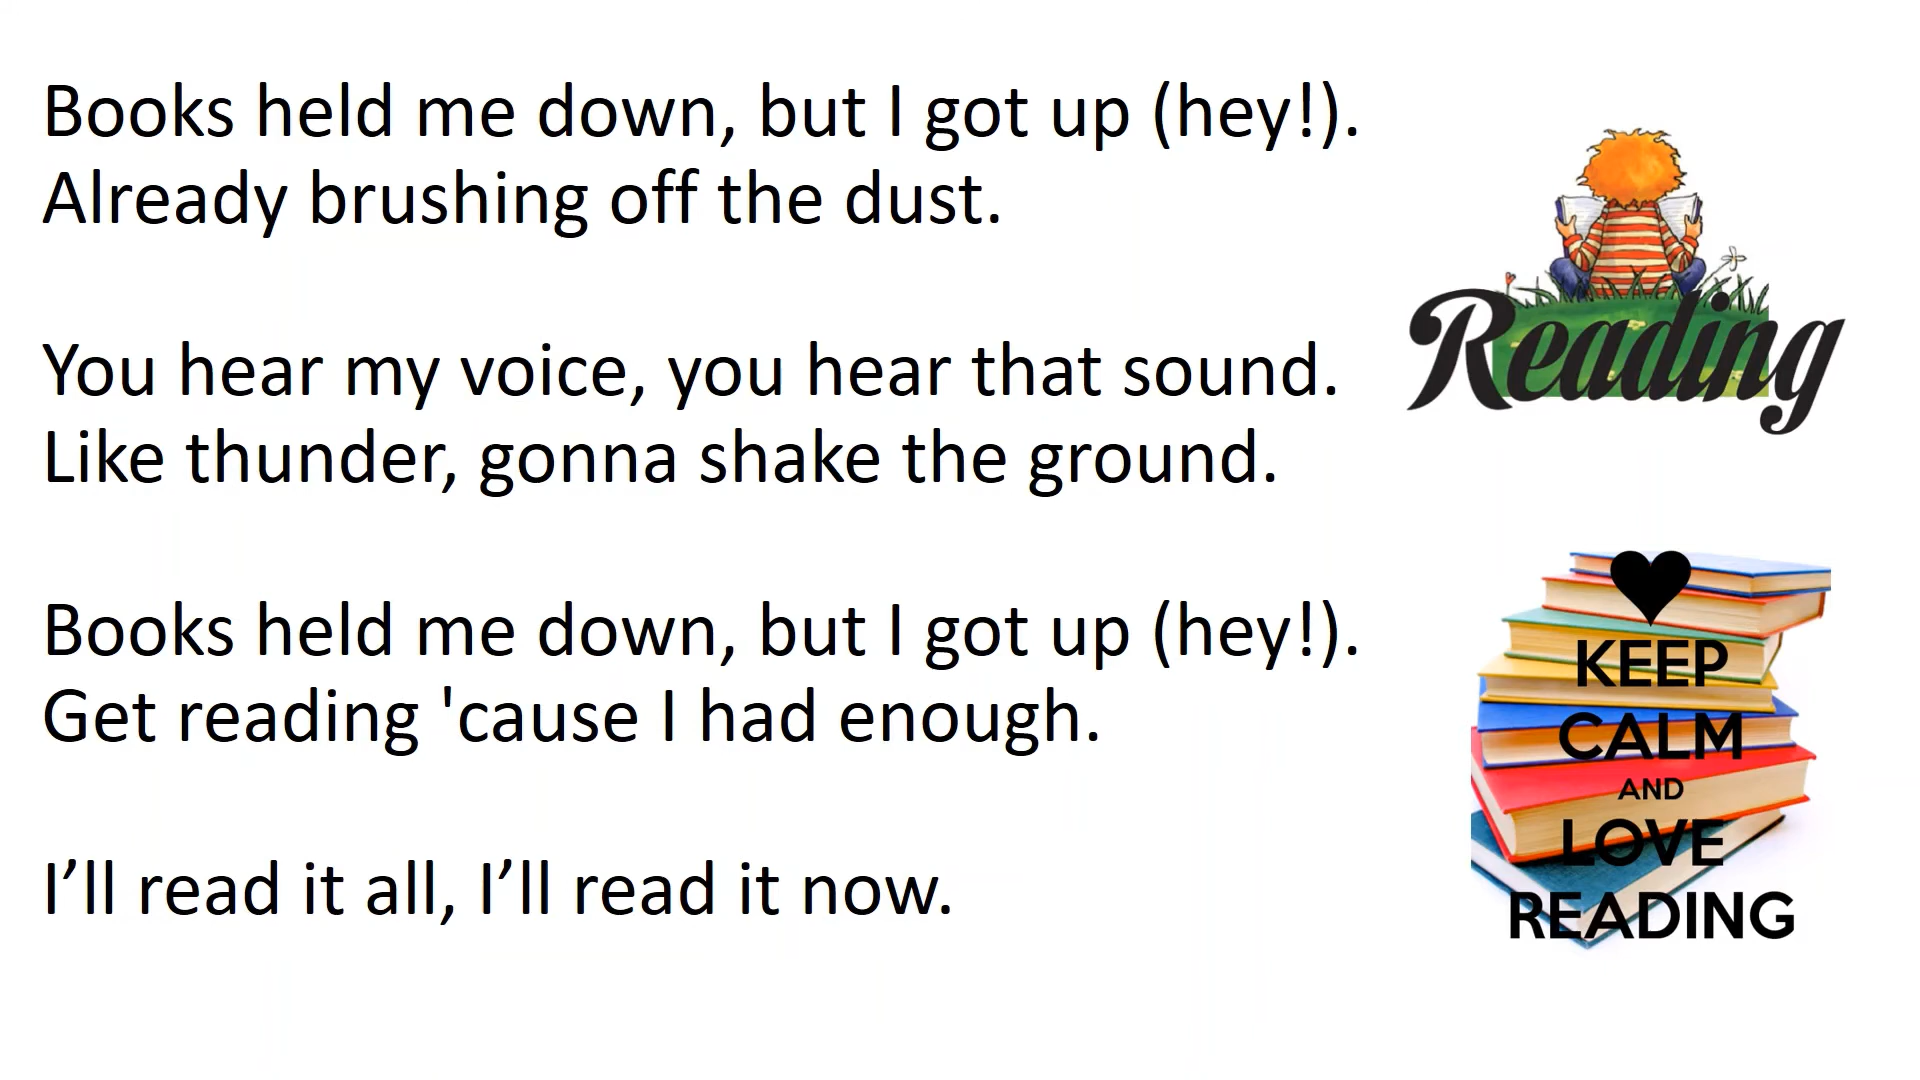 Books held me down, but I got up (hey!).
Already brushing off the dust.
You hear my voice, you hear that sound.
Like thunder, gonna shake the ground.
Books held me down, but I got up (hey!).
Get reading 'cause I had enough.
I’ll read it all, I’ll read it now.
Reading
KEEP
CALM
AND
LOVE
READING